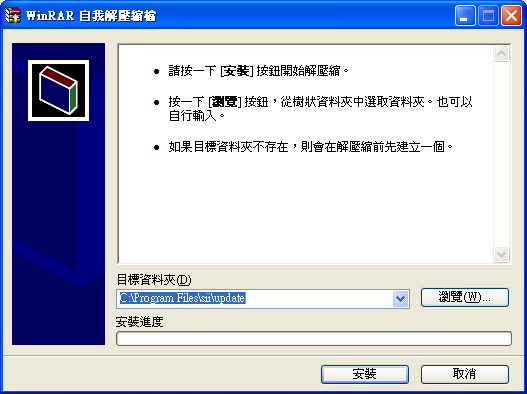 WinRAR 自我解壓縮檔
• 請按一下 [安裝] 按鈕開始解壓縮。
• 按一下 [瀏覽] 按鈕，從樹狀資料夾中選取資料夾。也可以
自行輸入。
• 如果目標資料夾不存在，則會在解壓縮前先建立一個。
目標資料夾(D)
C:\Program Files\sii\update
瀏覽(W)...
安裝進度
安裝
取消